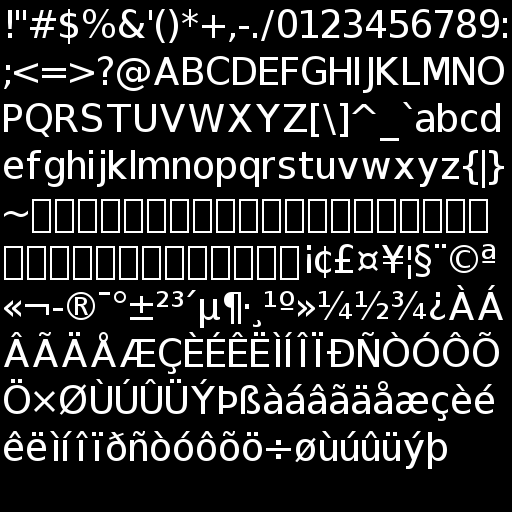 !"#$%&'()*+,-./0123456789:
;<=>?@ABCDEFGHIJKLMNO
PQRSTUVWXYZ[\]^_`abcd
efghijklmnopqrstuvwxyz{|}
~▯▯▯▯▯▯▯▯▯▯▯▯▯▯▯▯▯▯▯▯
▯▯▯▯▯▯▯▯▯▯▯▯▯¡¢£¤¥¦§¨©ª
«¬-®¯°±²³´µ¶·¸¹º»¼½¾¿ÀÁ
ÂÃÄÅÆÇÈÉÊËÌÍÎÏÐÑÒÓÔÕ
Ö×ØÙÚÛÜÝÞßàáâãäåæçèé
êëìíîïðñòóôõö÷øùúûüýþ